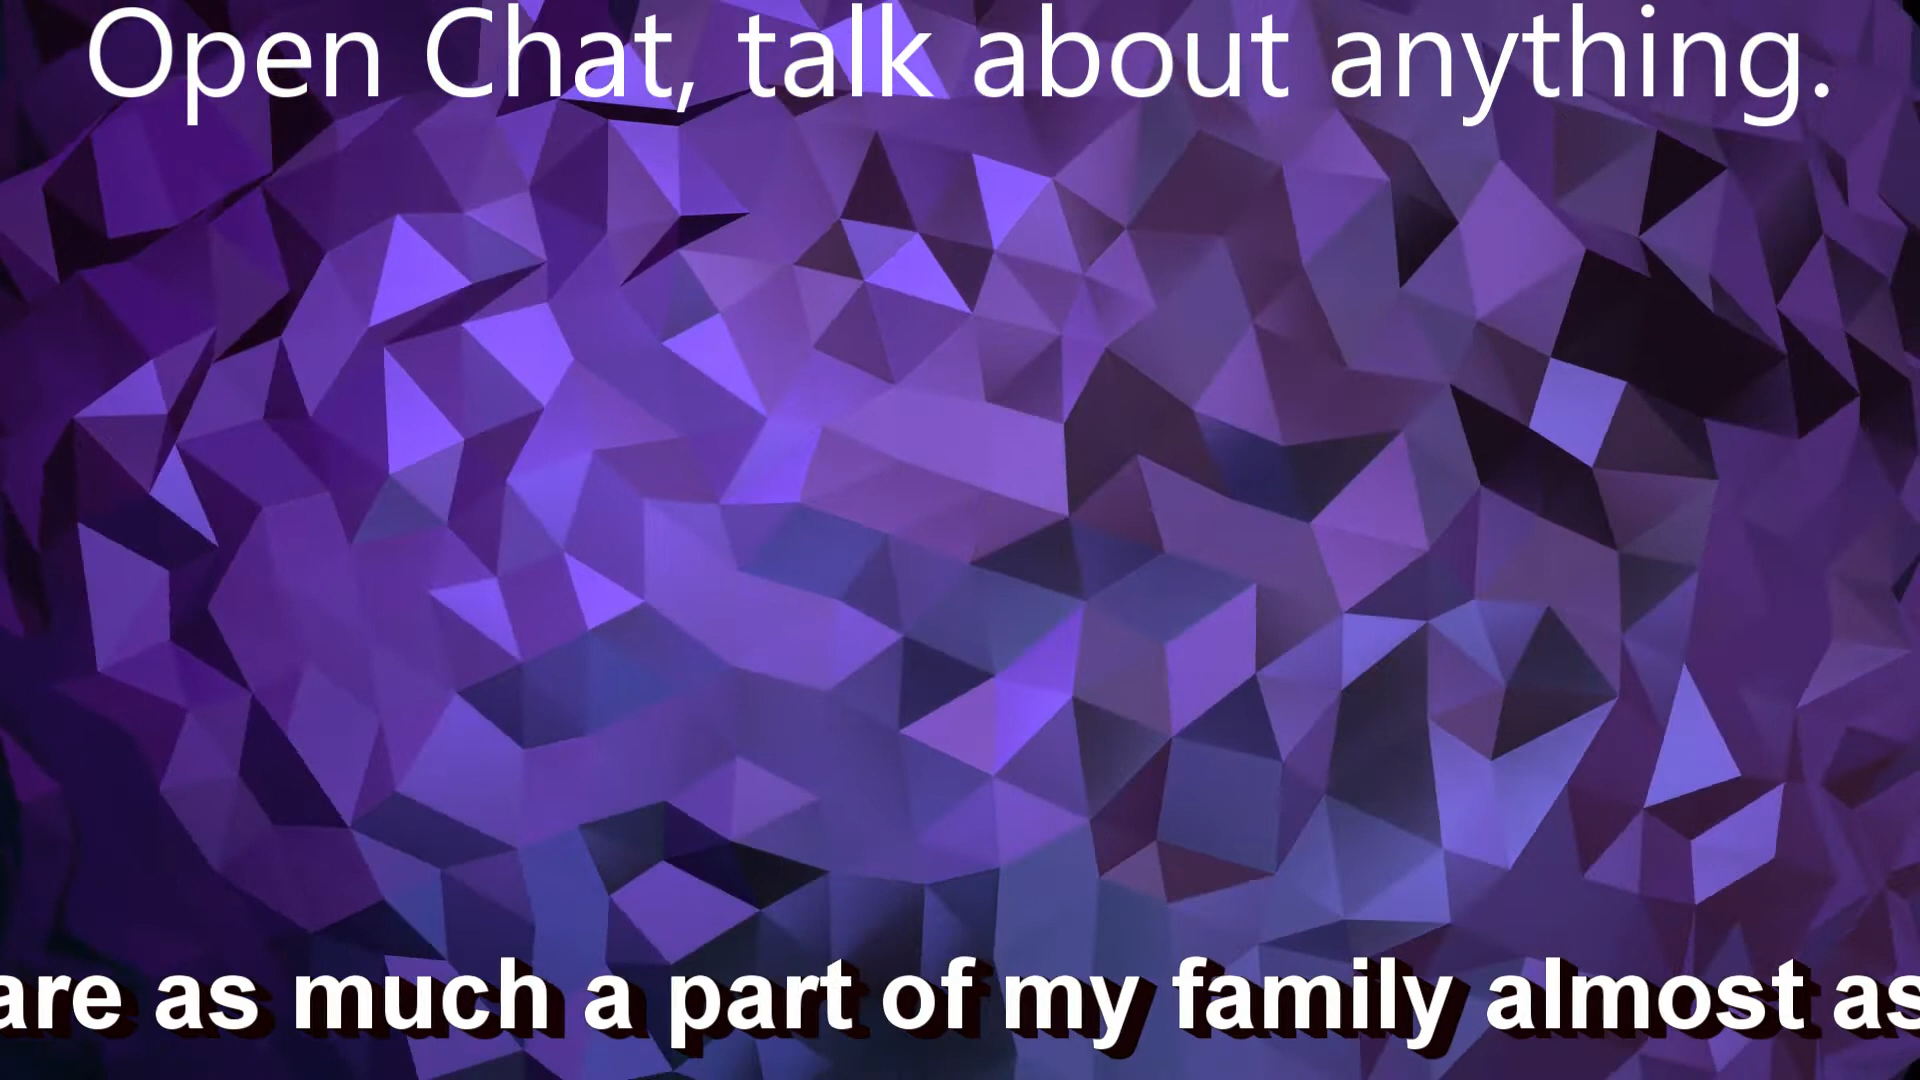 Open Chat, talk about anything.
are as much a part of my family almost as